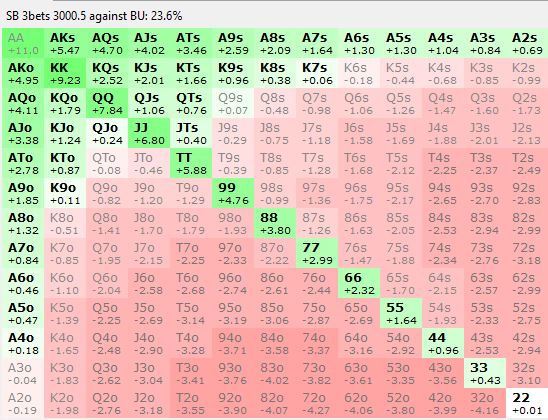 SB 3bets 3000.5 against BU: 23.6%
AA AKs AQs AJs ATs A9s A8s A7s A6s A5s A4s A3s A2s
+11.0 +5.47 +4.70 +4.02 +3.46 +2.59 +2.09 +1.64 +1.30 +1.30 +1.04 +0.84 +0.69
AKo KK KQs KJs KTs K9s K8s K7s K6s K5s K4s K3s K2s
+4.95 +9.23 +2.52 +2.01 +1.66 +0.96 +0.38 +0.06 -0.18 -0.44 -0.68 -0.85 -0.99
AQo KQo QQ QJs QTs Q9s Q8s Q7s Q6s Q5s Q4s Q3s Q2s
+4.11 +1.79 +7.84 +1.06 +0.76 +0.07 -0.48 -0.98 -1.06 -1.26 -1.47 -1.60 -1.73
AJo KJo QJo JJ JTs J9s J8s J7s J6s J5s J4s J3s J2s
+3.38 +1.24 +0.24 +6.80 +0.40 -0.29 -0.75 -1.18 -1.58 -1.69 -1.88 -2.01 -2.13
ATo KTo QTo JTo TT T9s T8s T7s T6s T5s T4s T3s T2s
+2.78 +0.87 -0.08 -0.46 +5.88 -0.39 -0.85 -1.28 -1.68 -2.12 -2.25 -2.37 -2.49
A9o K9o Q9o J9o T9o 99 98s 97s 96s 95s 94s 93s 92s
+1.85 +0.11 -0.82 -1.20 -1.29 +4.76 -0.99 -1.36 -1.75 -2.17 -2.65 -2.70 -2.83
A8o K8o Q8o J8o T8o 98o 88 87s 86s 85s 84s 83s 82s
+1.32 -0.51 -1.41 -1.70 -1.79 -1.93 +3.80 -1.26 -1.63 -2.05 -2.53 -2.94 -2.98
A7o K7o Q7o J7o T7o 97o 87o 77 76s 75s 74s 73s 72s
+0.84 -0.85 -1.95 -2.15 -2.25 -2.33 -2.22 +2.99 -1.47 -1.88 -2.34 -2.76 -3.14
A6o K6o Q6o J6o T6o 96o 86o 76o 66 65s 64s 63s 62s
+0.46 -1.10 -2.04 -2.58 -2.68 -2.74 -2.61 -2.44 +2.32 -1.70 -2.15 -2.57 -2.99
A5o K5o Q5o J5o T5o 95o 85o 75o 65o 55 54s 53s 52s
+0.47 -1.39 -2.25 -2.69 -3.14 -3.19 -3.06 -2.87 -2.69 +1.64 -1.93 -2.33 -2.75
A4o K4o Q4o J4o T4o 94o 84o 74o 64o 54o 44 43s 42s
+0.18 -1.65 -2.48 -2.90 -3.28 -3.71 -3.58 -3.37 -3.16 -2.92 +0.96 -2.53 -2.94
A3o K3o Q3o J3o T3o 93o 83o 73o 63o 53o 43o 33 32s
-0.04 -1.83 -2.62 -3.04 -3.41 -3.76 -4.02 -3.82 -3.61 -3.35 -3.56 +0.43 -3.10
A2o K2o Q2o J2o T2o 92o 82o 72o 62o 52o 42o 32o 22
-0.19 -1.98 -2.76 -3.18 -3.55 -3.90 -4.07 -4.27 -4.06 -3.80 -3.99 -4.16 +0.01